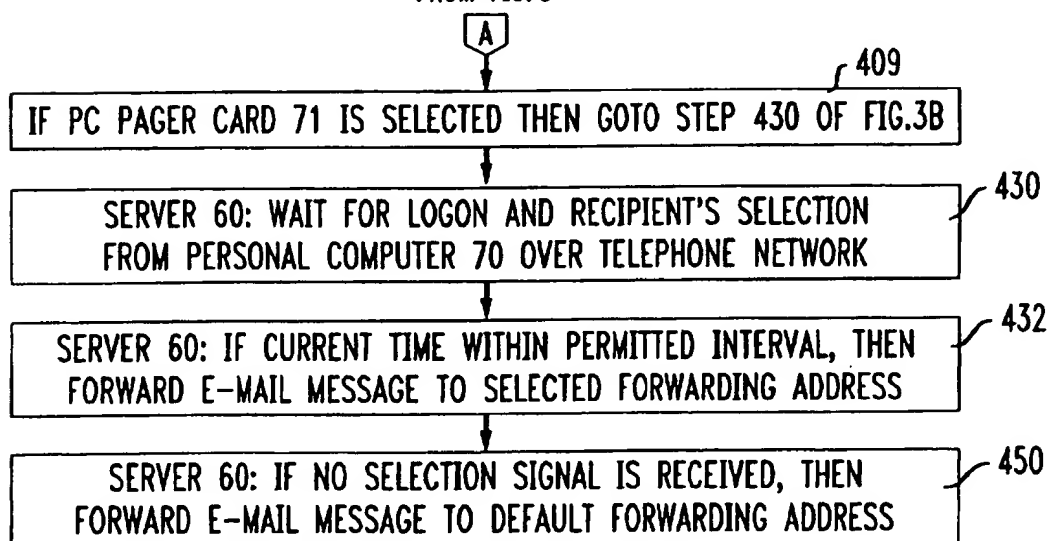 A
409
IF PC PAGER CARD 71 IS SELECTED THEN GOTO STEP 430 OF FIG.3B
430
SERVER 60: WAIT FOR LOGON AND RECIPIENT'S SELECTION
FROM PERSONAL COMPUTER 70 OVER TELEPHONE NETWORK
432
SERVER 60: IF CURRENT TIME WITHIN PERMITTED INTERVAL, THEN
FORWARD E-MAIL MESSAGE TO SELECTED FORWARDING ADDRESS
450
SERVER 60: IF NO SELECTION SIGNAL IS RECEIVED, THEN
FORWARD E-MAIL MESSAGE TO DEFAULT FORWARDING ADDRESS